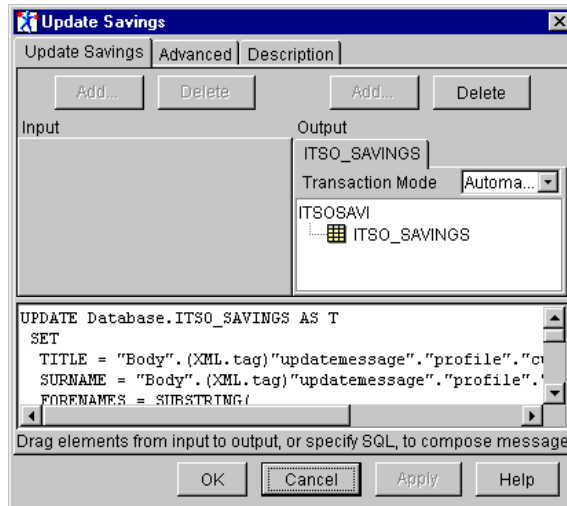 Update Savings
Update Savings Advanced Description
Add... Delete Add... Delete
Input Output
ITSO_SAVINGS
Transaction Mode Automa...
ITSOSAVI
ITSO_SAVINGS
UPDATE Database.ITSO_SAVINGS AS T
SET
TITLE = "Body".(XML.tag)"updatemessage"."profile"."cu
SURNAME = "Body".(XML.tag)"updatemessage"."profile"."
FORENAMES = SUBSTRING(
Drag elements from input to output, or specify SQL, to compose message
OK Cancel Apply Help